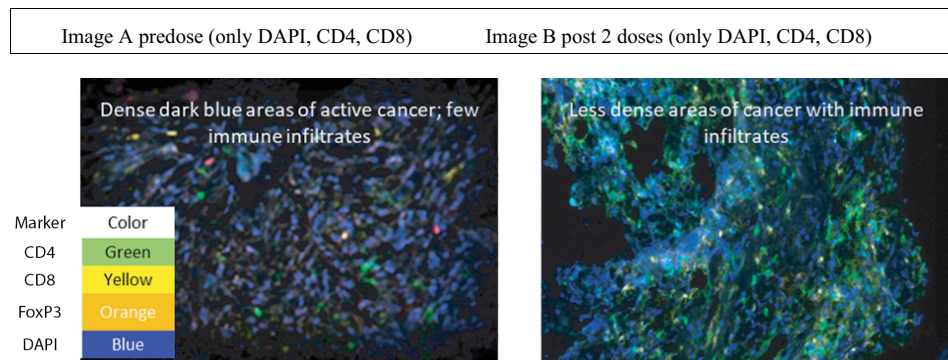 Image A predose (only DAPI, CD4, CD8)
Image B post 2 doses (only DAPI, CD4, CD8)
Dense dark blue areas of active cancer; few
immune infiltrates
Less dense areas of cancer with immune
infiltrates
Marker Color
CD4 Green
CD8 Yellow
FoxP3 Orange
DAPI Blue